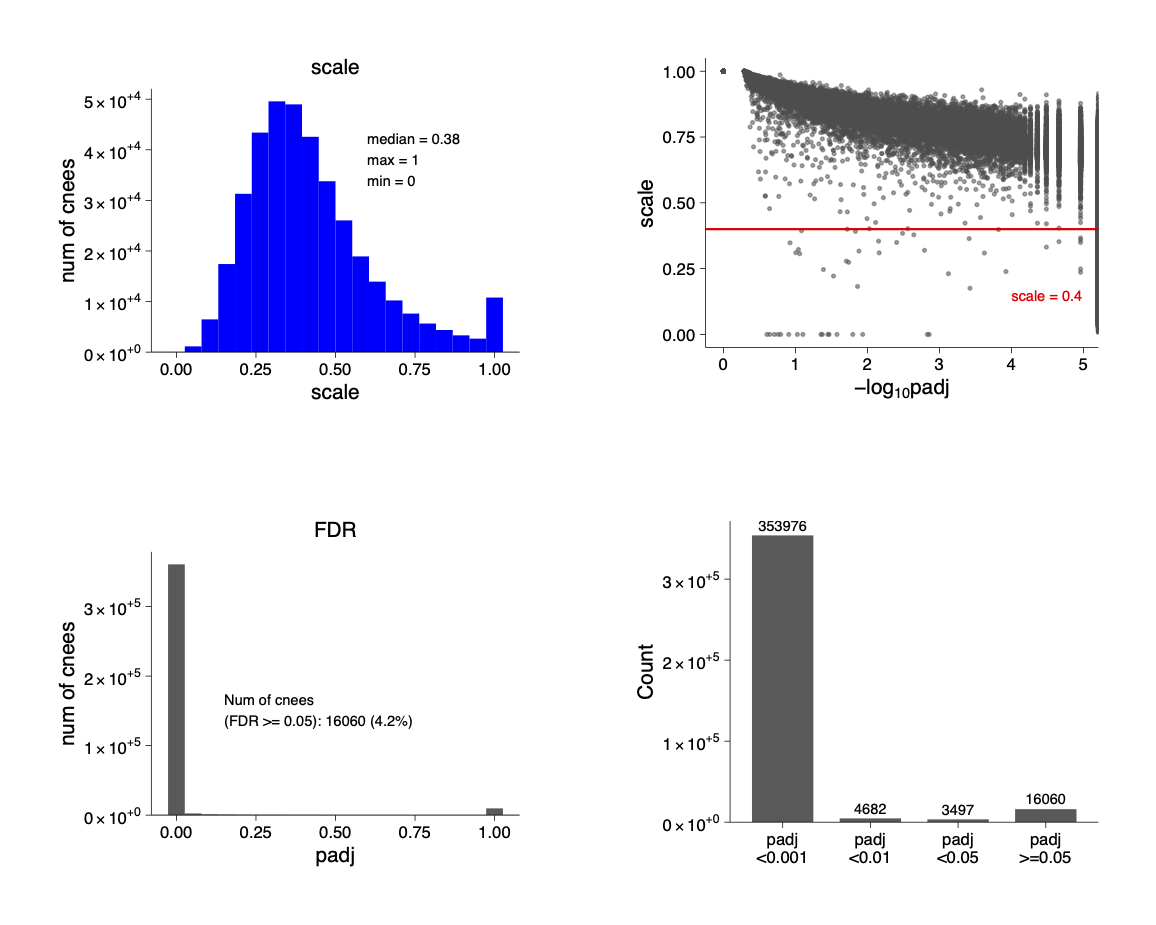 scale
num of cnees
5 × 10⁺⁴
4 × 10⁺⁴
3 × 10⁺⁴
2 × 10⁺⁴
1 × 10⁺⁴
0 × 10⁺⁰
median = 0.38
max = 1
min = 0
0.00 0.25 0.50 0.75 1.00
scale
scale
1.00
0.75
0.50
0.25
0.00
scale = 0.4
0 1 2 3 4 5
−log₁₀padj
FDR
num of cnees
3 × 10⁺⁵
2 × 10⁺⁵
1 × 10⁺⁵
0 × 10⁺⁰
Num of cnees
(FDR >= 0.05): 16060 (4.2%)
0.00 0.25 0.50 0.75 1.00
padj
Count
3 × 10⁺⁵
2 × 10⁺⁵
1 × 10⁺⁵
0 × 10⁺⁰
353976
4682
3497
16060
padj
<0.001
padj
<0.01
padj
<0.05
padj
>=0.05